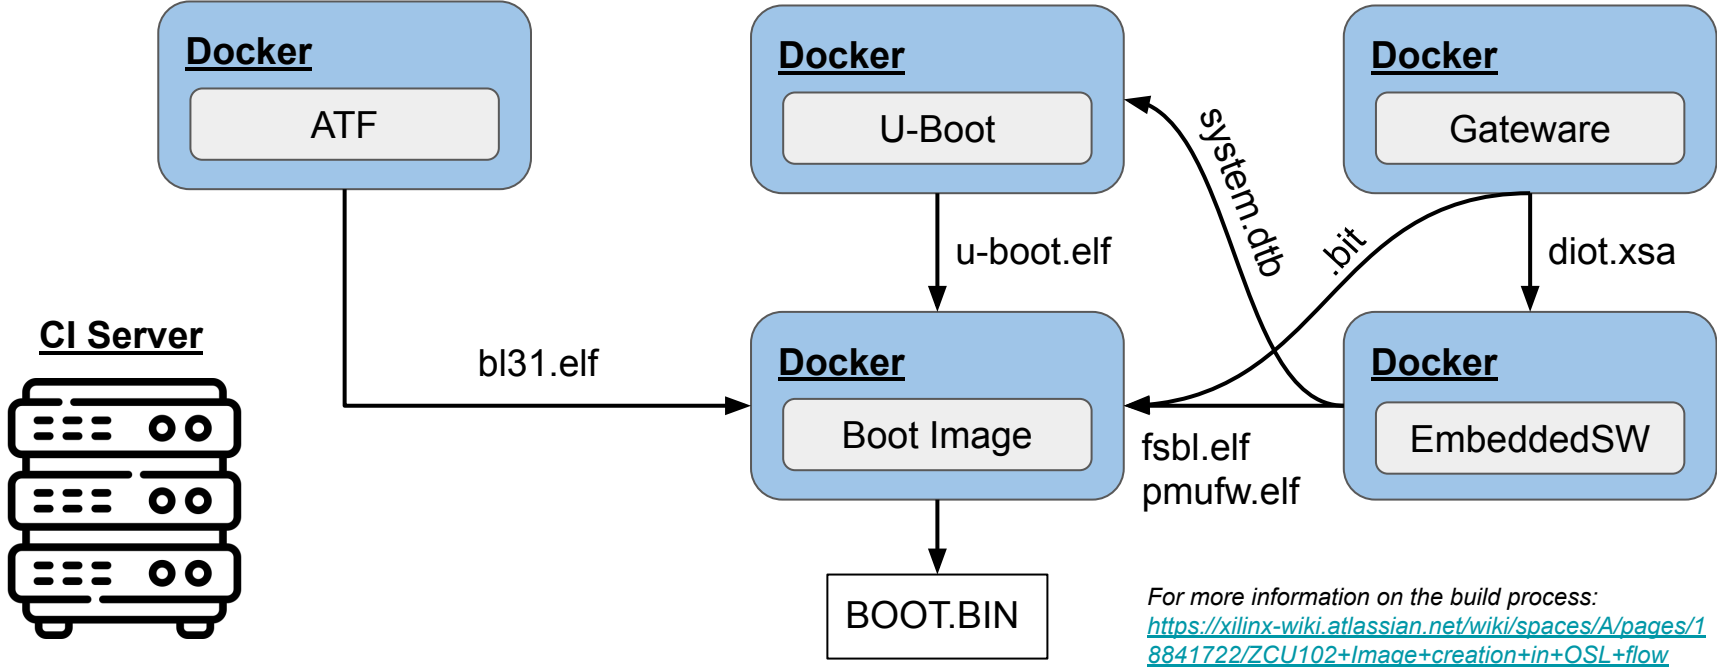 Docker
ATF
Docker
U-Boot
Docker
Gateware
system.dtb
.bit
u-boot.elf
diot.xsa
CI Server
bl31.elf
Docker
Boot Image
Docker
EmbeddedSW
fsbl.elf
pmufw.elf
BOOT.BIN
For more information on the build process:
https://xilinx-wiki.atlassian.net/wiki/spaces/A/pages/1
8841722/ZCU102+Image+creation+in+OSL+flow